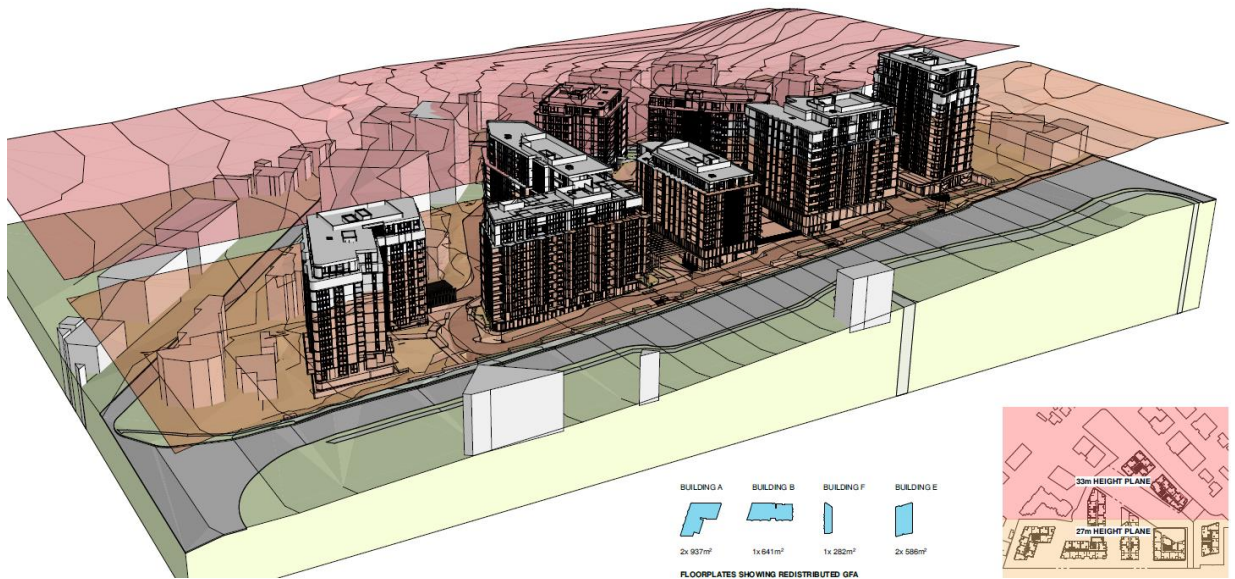 BUILDING A
BUILDING B
BUILDING F
BUILDING E
2x 937m²
1x 641m²
1x 282m²
2x 586m²
FLOORPLATES SHOWING REDISTRIBUTED GFA
33m HEIGHT PLANE
27m HEIGHT PLANE